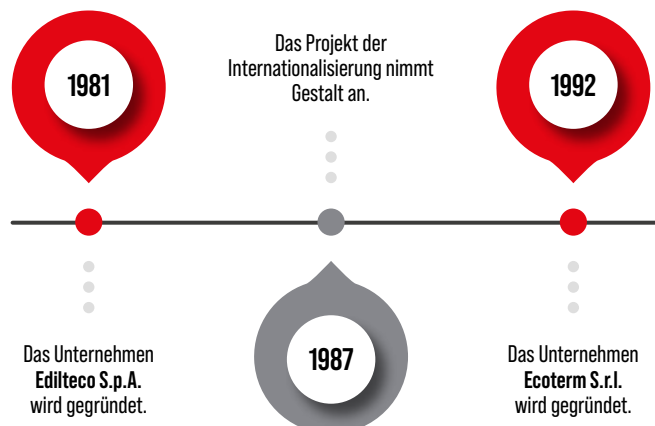 1981
Das Unternehmen
Edilteco S.p.A.
wird gegründet.
Das Projekt der
Internationalisierung nimmt
Gestalt an.
1987
1992
Das Unternehmen
Ecoterm S.r.l.
wird gegründet.